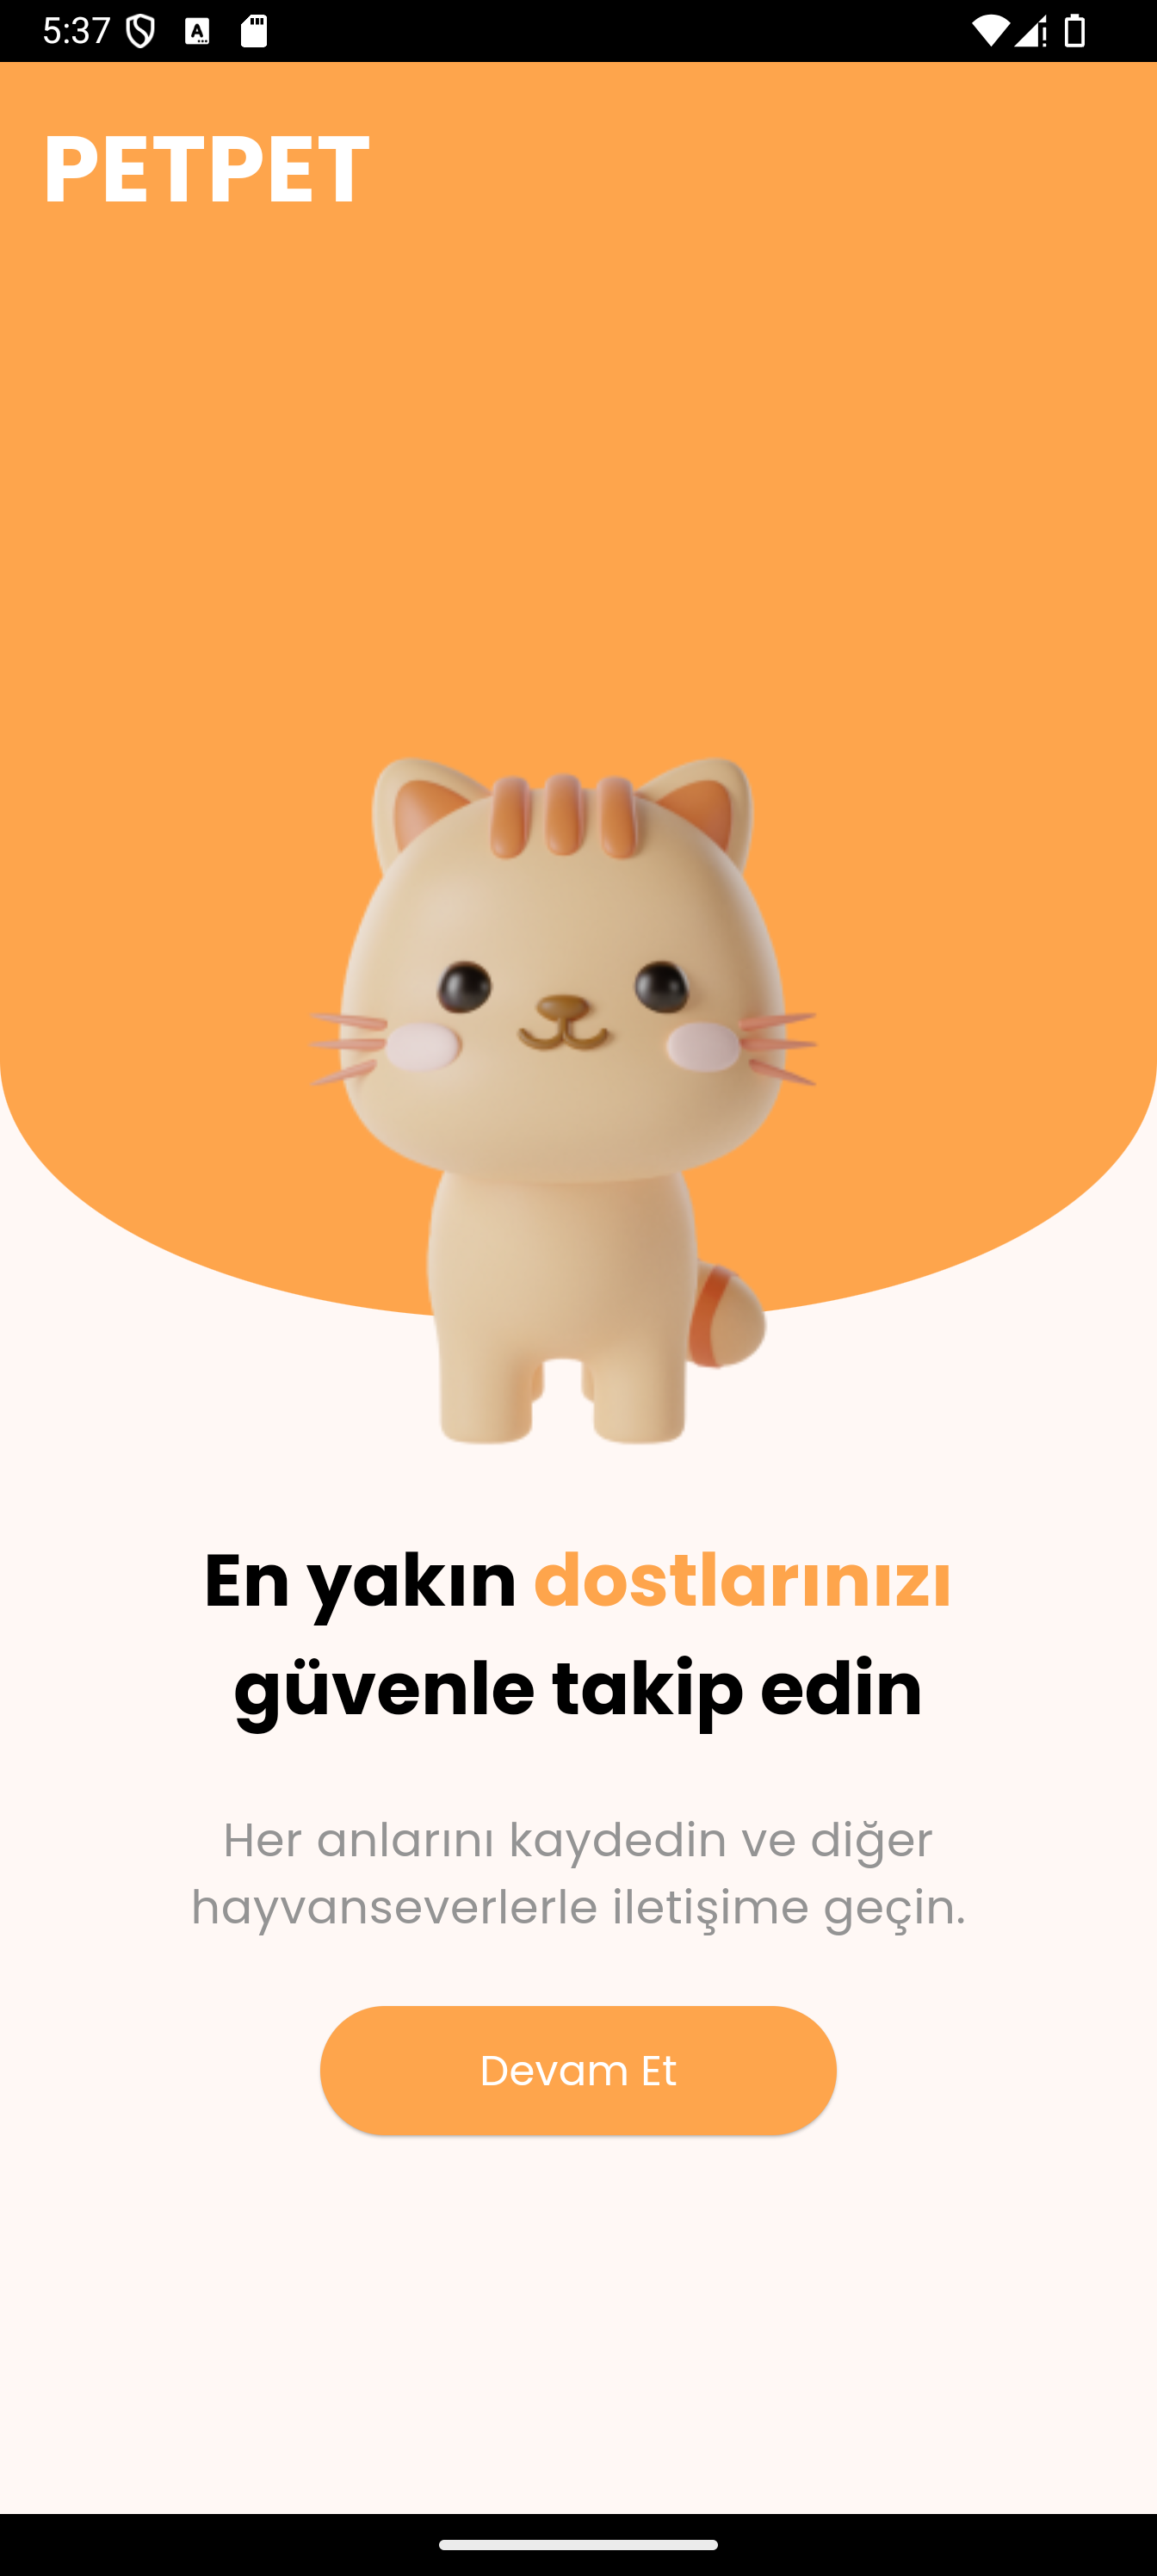 5:37
PETPET
En yakın dostlarınızı
güvenle takip edin
Her anlarını kaydedin ve diğer
hayvanseverlerle iletişime geçin.
Devam Et